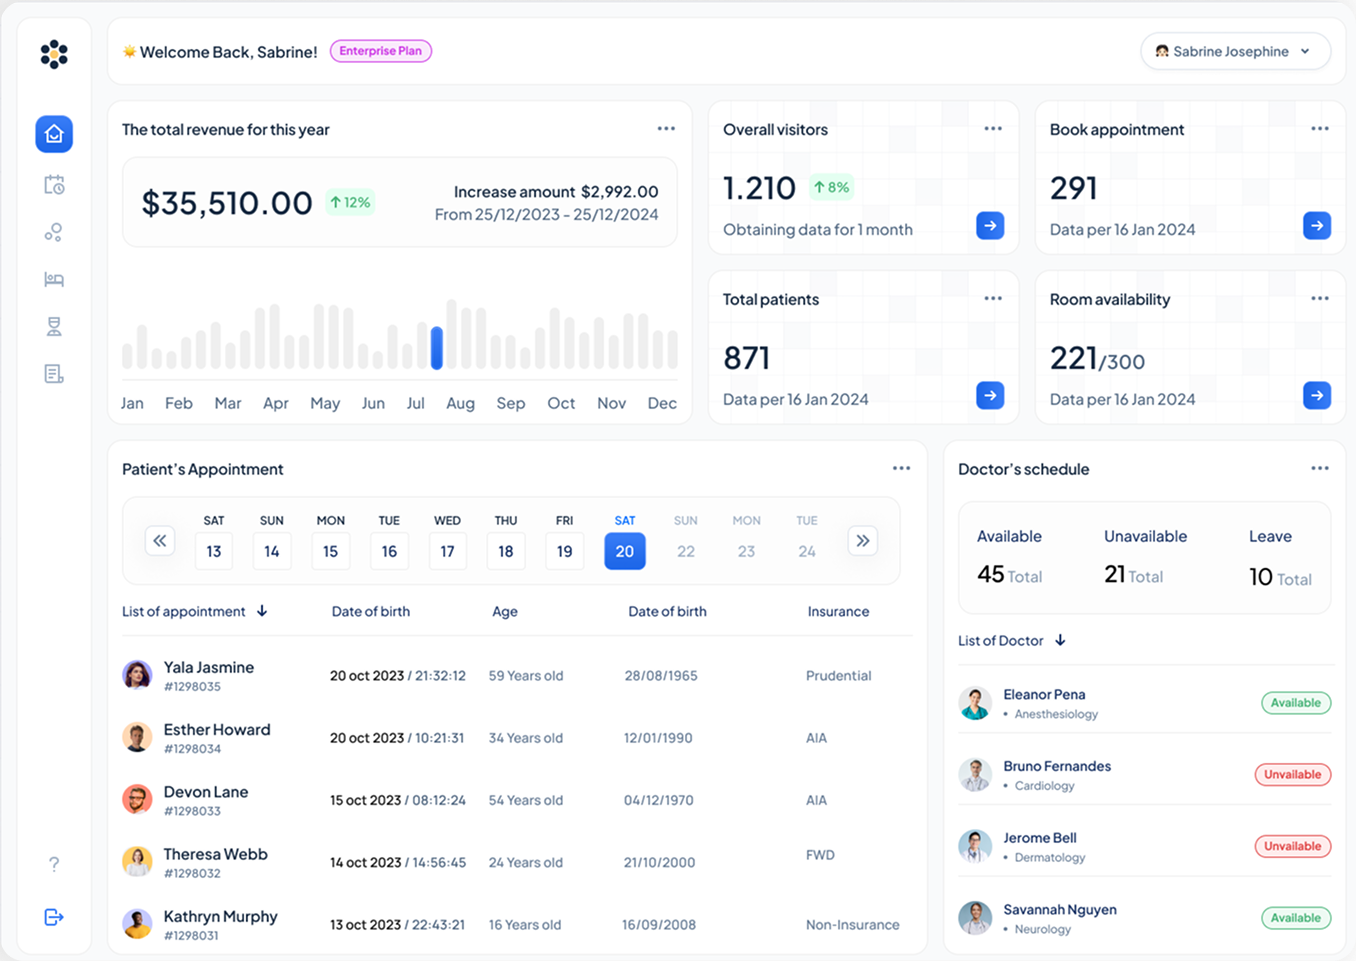 Welcome Back, Sabrine!
Enterprise Plan
Sabrine Josephine
The total revenue for this year
$35,510.00
12%
Increase amount $2,992.00
From 25/12/2023 - 25/12/2024
Jan Feb Mar Apr May Jun Jul Aug Sep Oct Nov Dec
Overall visitors
1.210
8%
Obtaining data for 1 month
Book appointment
291
Data per 16 Jan 2024
Total patients
871
Data per 16 Jan 2024
Room availability
221/300
Data per 16 Jan 2024
Patient's Appointment
SAT SUN MON TUE WED THU FRI SAT SUN MON TUE
13 14 15 16 17 18 19 20 22 23 24
List of appointment Date of birth Age Date of birth Insurance
Yala Jasmine
#1298035
20 oct 2023 / 21:32:12 59 Years old 28/08/1965 Prudential
Esther Howard
#1298034
20 oct 2023 / 10:21:31 34 Years old 12/01/1990 AIA
Devon Lane
#1298033
15 oct 2023 / 08:12:24 54 Years old 04/12/1970 AIA
Theresa Webb
#1298032
14 oct 2023 / 14:56:45 24 Years old 21/10/2000 FWD
Kathryn Murphy
#1298031
13 oct 2023 / 22:43:21 16 Years old 16/09/2008 Non-Insurance
Doctor's schedule
Available Unavailable Leave
45 Total 21 Total 10 Total
List of Doctor
Eleanor Pena
• Anesthesiology
Available
Bruno Fernandes
• Cardiology
Unvailable
Jerome Bell
• Dermatology
Unvailable
Savannah Nguyen
• Neurology
Available
?